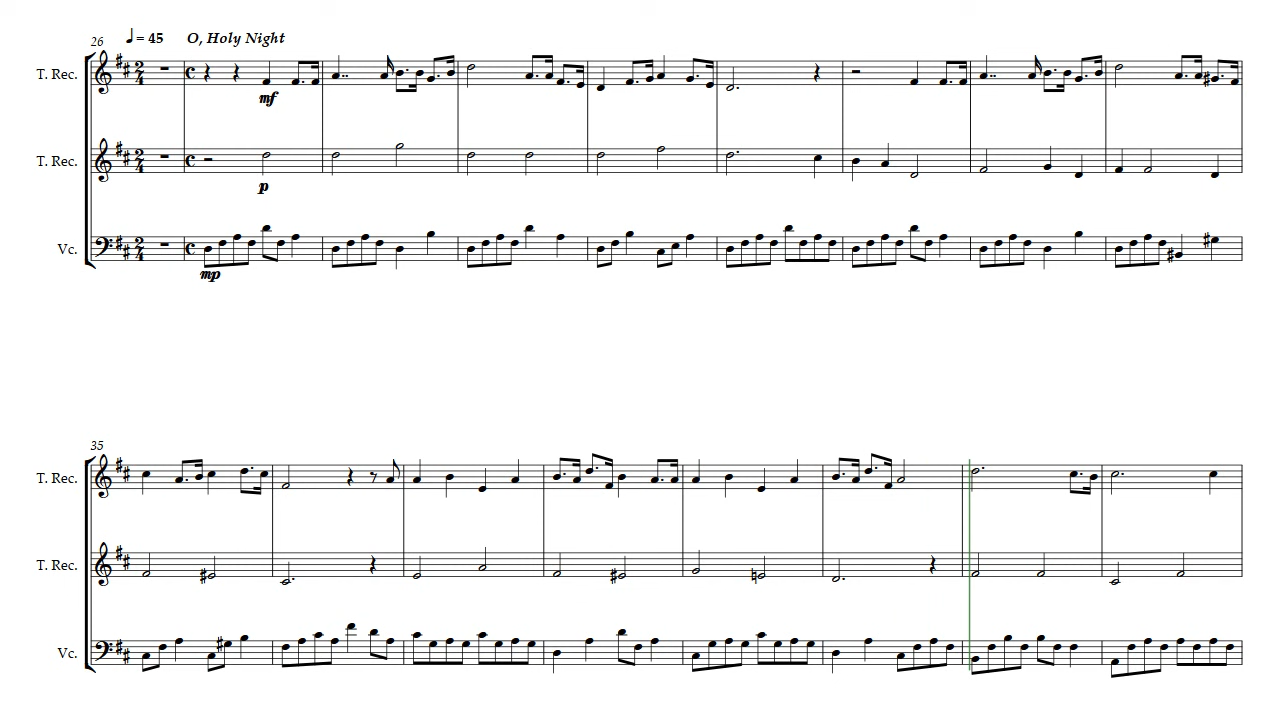 26 ♩ = 45 O, Holy Night
T. Rec.
mf
T. Rec.
p
Vc.
mp
35
T. Rec.
T. Rec.
Vc.